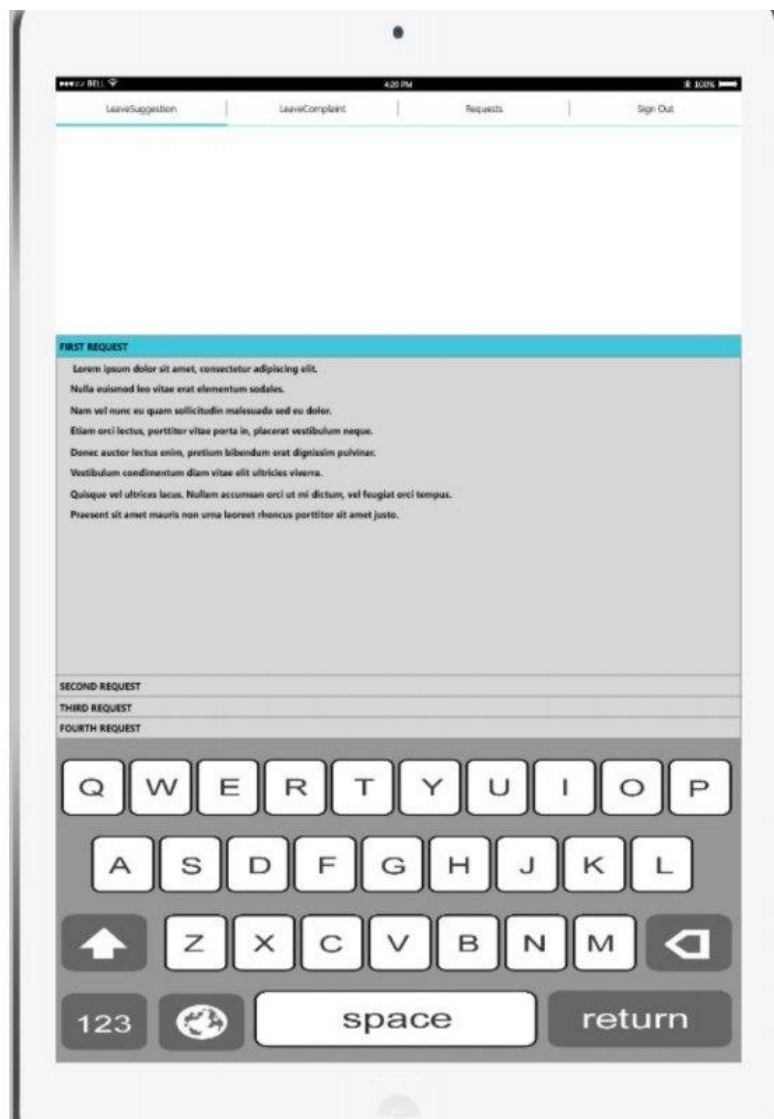 BELL 4:20 PM 100%
LeaveSuggestion LeaveComplaint Requests Sign Out
FIRST REQUEST
Lorem ipsum dolor sit amet, consectetur adipiscing elit.
Nulla euismod leo vitae erat elementum sodales.
Nam vel nunc eu quam sollicitudin malesuada sed eu dolor.
Etiam orci lectus, porttitor vitae porta in, placerat vestibulum neque.
Donec auctor lectus enim, pretium bibendum erat dignissim pulvinar.
Vestibulum condimentum diam vitae elit ultricies viverra.
Quisque vel ultrices lacus. Nullam accumsan orci ut mi dictum, vel feugiat orci tempus.
Praesent sit amet mauris non urna laoreet rhoncus porttitor sit amet justo.
SECOND REQUEST
THIRD REQUEST
FOURTH REQUEST
Q W E R T Y U I O P
A S D F G H J K L
Z X C V B N M
123 space return